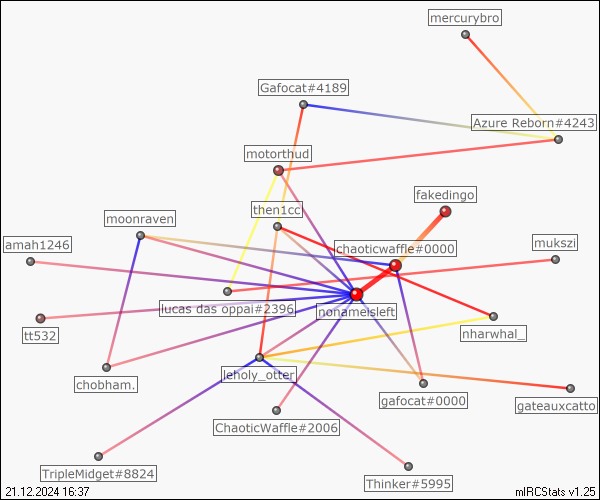 mercurybro
Gafocat#4189
Azure Reborn#4243
motorthud
fakedingo
then1cc
moonraven
amah1246
chaoticwaffle#0000
mukszi
lucas das oppai#2396
nonameisleft
tt532
nharwhal_
leholy_otter
chobham.
gafocat#0000
gateauxcatto
ChaoticWaffle#2006
TripleMidget#8824
Thinker#5995
21.12.2024 16:37
mIRCStats v1.25